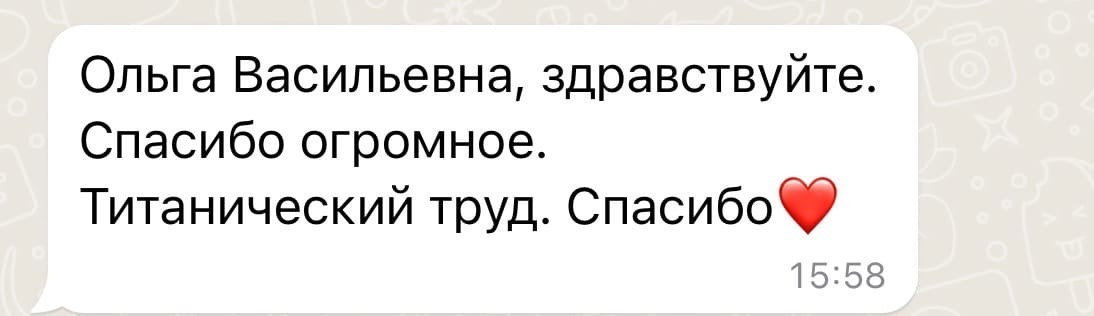 Ольга Васильевна, здравствуйте.
Спасибо огромное.
Титанический труд. Спасибо❤️
15:58